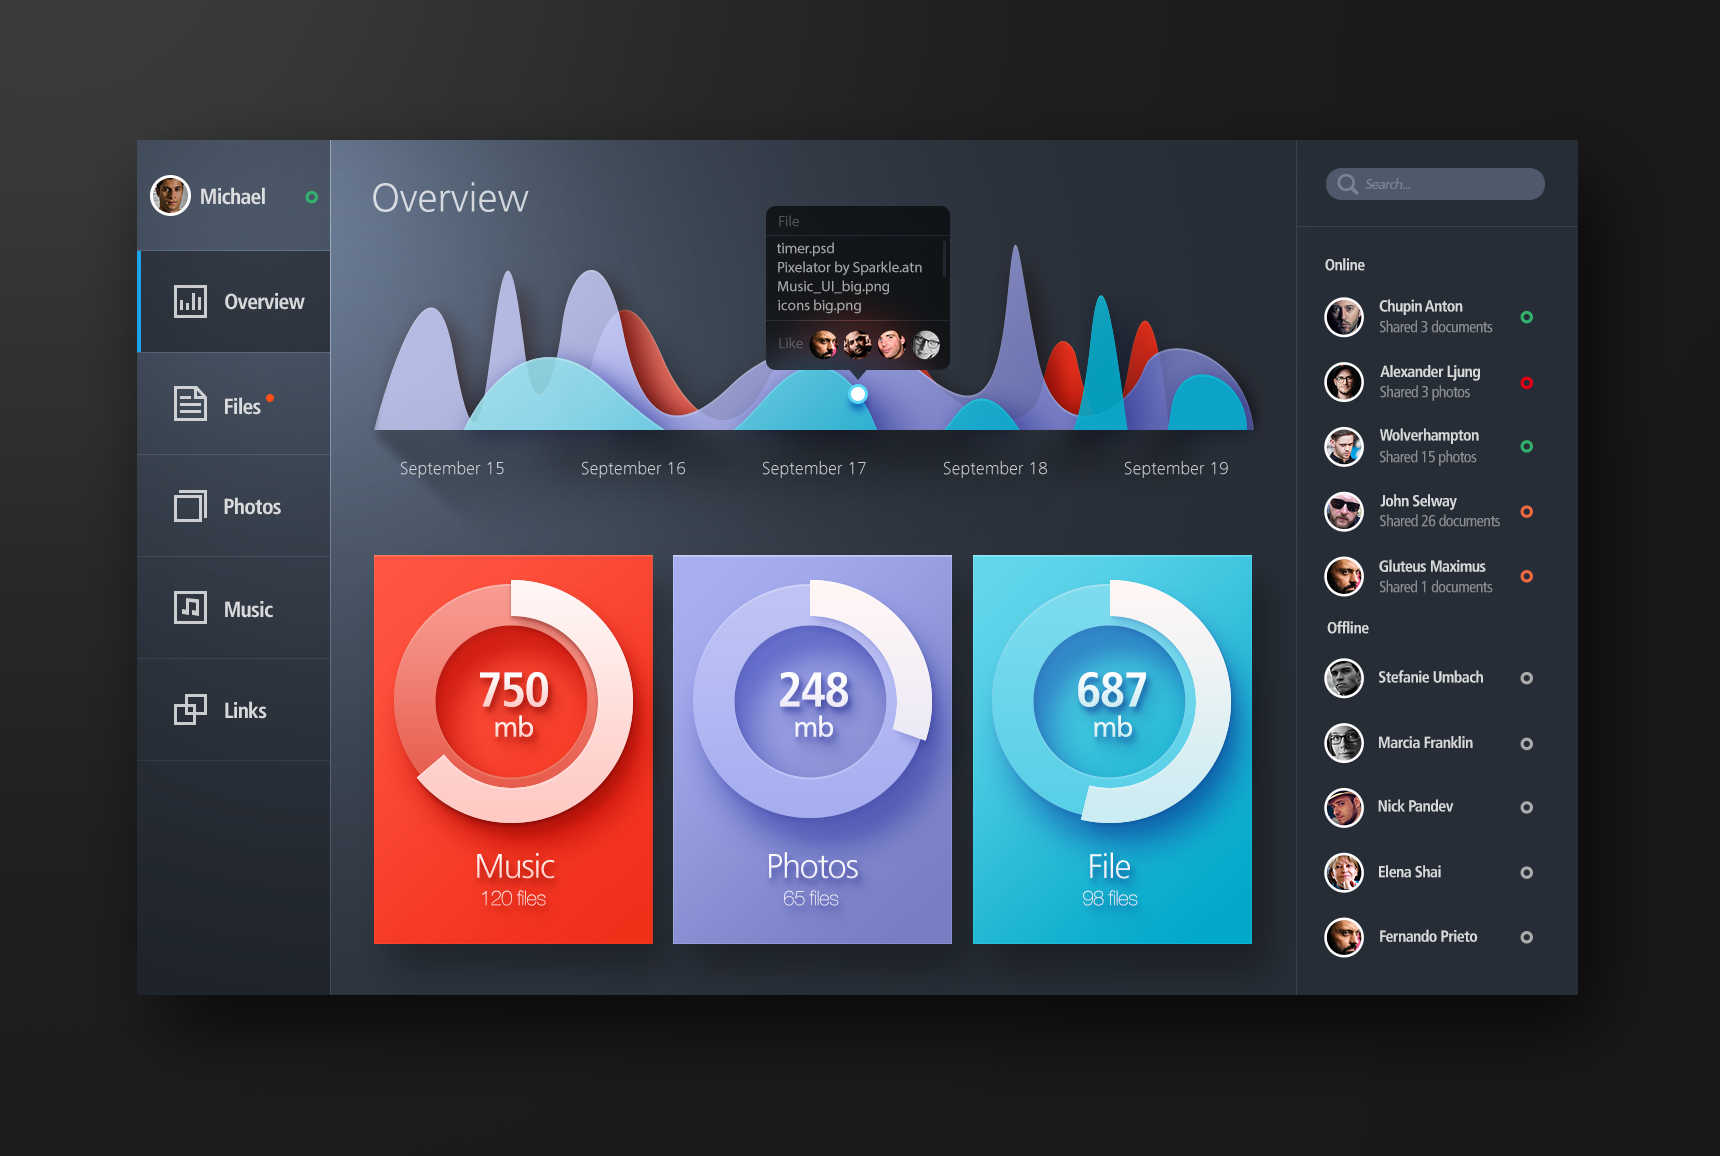 Michael
Overview
Files
Photos
Music
Links
Overview
File
timer.psd
Pixelator by Sparkle.atn
Music_UI_big.png
icons big.png
Like
September 15
September 16
September 17
September 18
September 19
750
mb
Music
120 files
248
mb
Photos
65 files
687
mb
File
98 files
Search...
Online
Chupin Anton
Shared 3 documents
Alexander Ljung
Shared 3 photos
Wolverhampton
Shared 15 photos
John Selway
Shared 26 documents
Gluteus Maximus
Shared 1 documents
Offline
Stefanie Umbach
Marcia Franklin
Nick Pandev
Elena Shai
Fernando Prieto